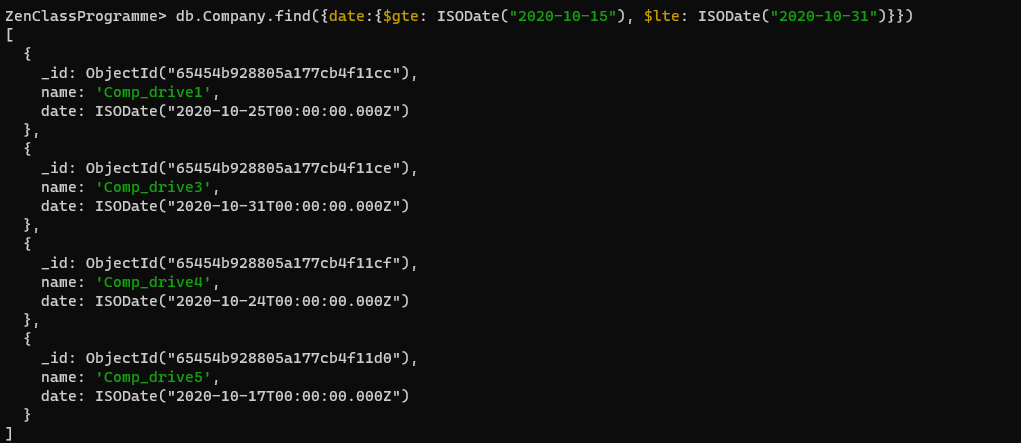 ZenClassProgramme> db.Company.find({date:{$gte: ISODate("2020-10-15"), $lte: ISODate("2020-10-31")}})
[
  {
    _id: ObjectId("65454b928805a177cb4f11cc"),
    name: 'Comp_drive1',
    date: ISODate("2020-10-25T00:00:00.000Z")
  },
  {
    _id: ObjectId("65454b928805a177cb4f11ce"),
    name: 'Comp_drive3',
    date: ISODate("2020-10-31T00:00:00.000Z")
  },
  {
    _id: ObjectId("65454b928805a177cb4f11cf"),
    name: 'Comp_drive4',
    date: ISODate("2020-10-24T00:00:00.000Z")
  },
  {
    _id: ObjectId("65454b928805a177cb4f11d0"),
    name: 'Comp_drive5',
    date: ISODate("2020-10-17T00:00:00.000Z")
  }
]